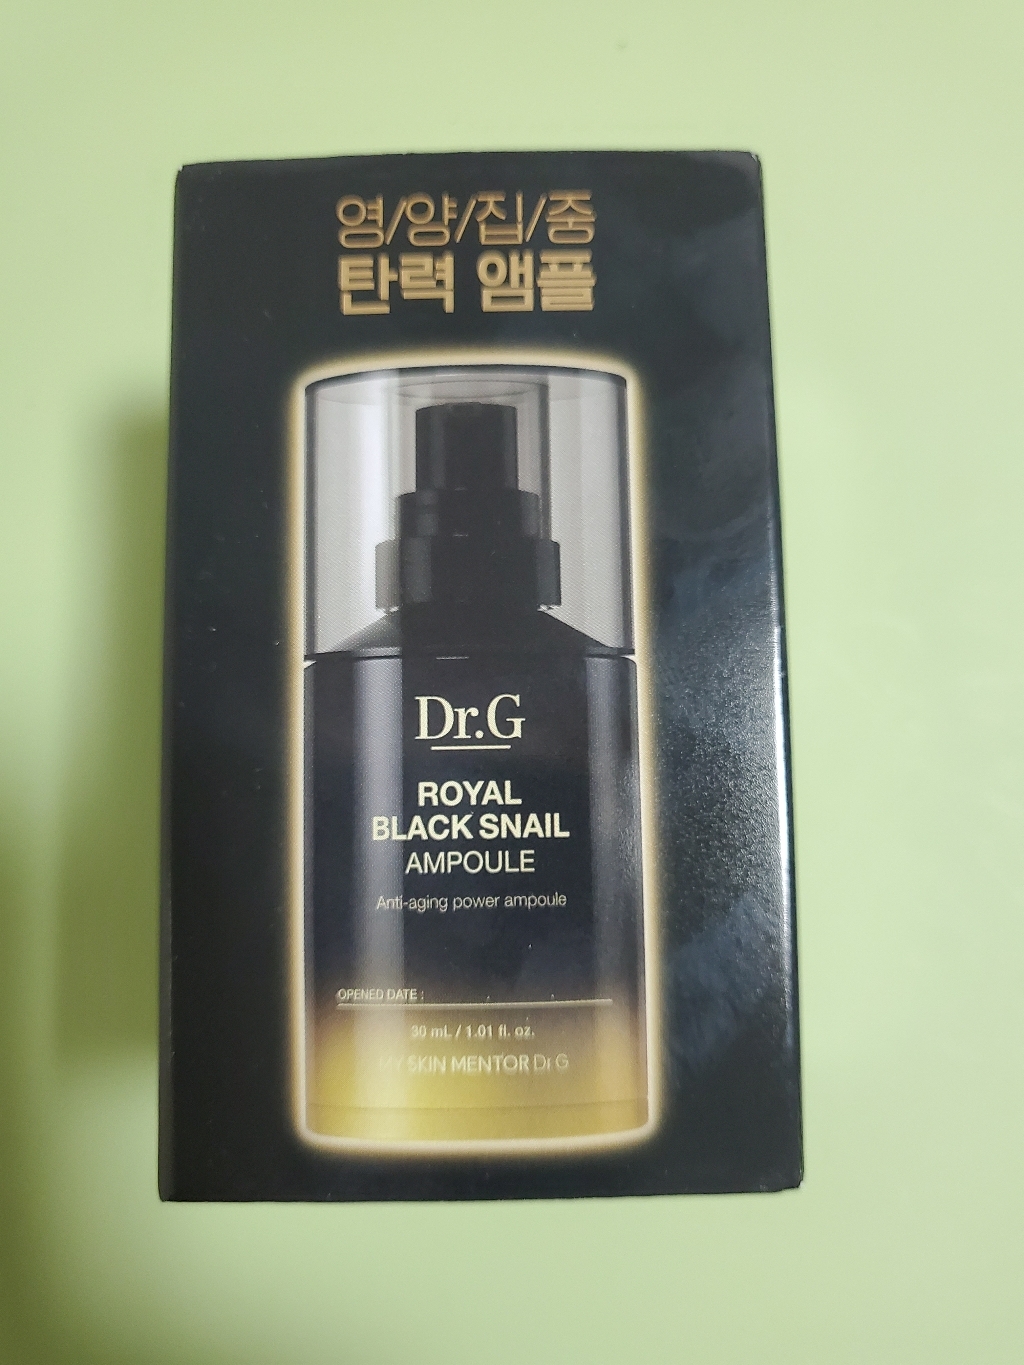 영/양/집/중
탄력 앰플
Dr.G
ROYAL
BLACK SNAIL
AMPOULE
Anti-aging power ampoule
OPENED DATE :
30 mL / 1.01 fl. oz.
MY SKIN MENTOR Dr.G